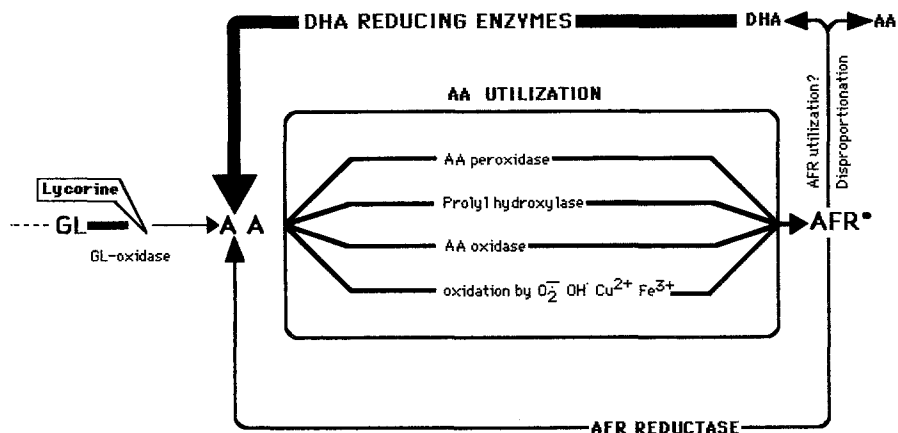 DHA REDUCING ENZYMES
DHA
AA
AA UTILIZATION
AFR utilization?
Disproportionation
AA peroxidase
Lycorine
Prolyl hydroxylase
GL
AA
AFR•
GL-oxidase
AA oxidase
oxidation by O₂⁻ OH˙ Cu²⁺ Fe³⁺
AFR REDUCTASE